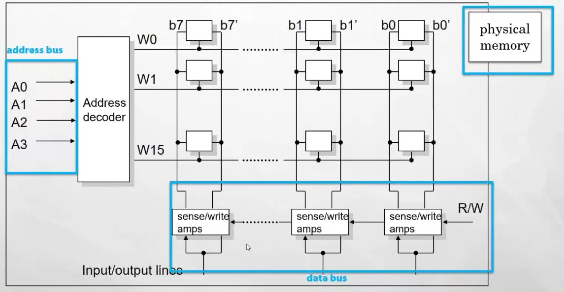 b7 b7' b1 b1' b0 b0'
physical
memory
W0
address bus
W1
A0
A1
A2
A3
Address
decoder
W15
R/W
sense/write
amps
sense/write
amps
sense/write
amps
Input/output lines
data bus